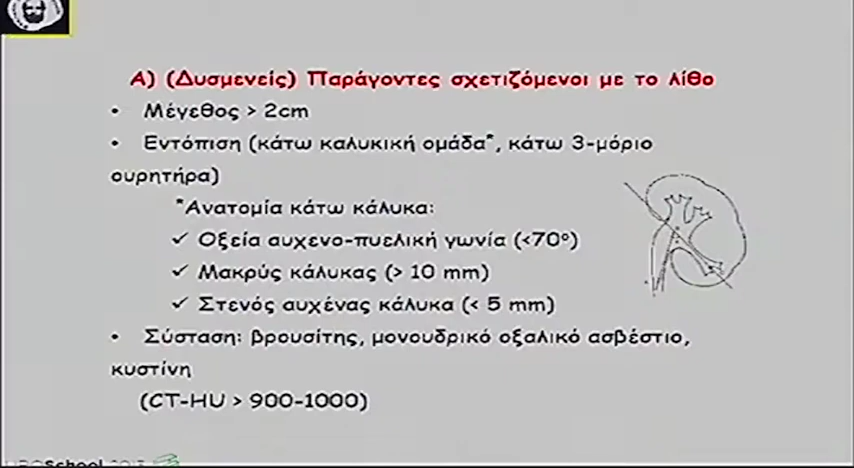 Α) (Δυσμενείς) Παράγοντες σχετιζόμενοι με το λίθο
• Μέγεθος > 2cm
• Εντόπιση (κάτω καλυκική ομάδα*, κάτω 3-μόριο
ουρητήρα)
*Ανατομία κάτω κάλυκα:
✓ Οξεία αυχενο-πυελική γωνία (<70°)
✓ Μακρύς κάλυκας (> 10 mm)
✓ Στενός αυχένας κάλυκα (< 5 mm)
• Σύσταση: βρουσίτης, μονουδρικό οξαλικό ασβέστιο,
κυστίνη
(CT-HU > 900-1000)
School